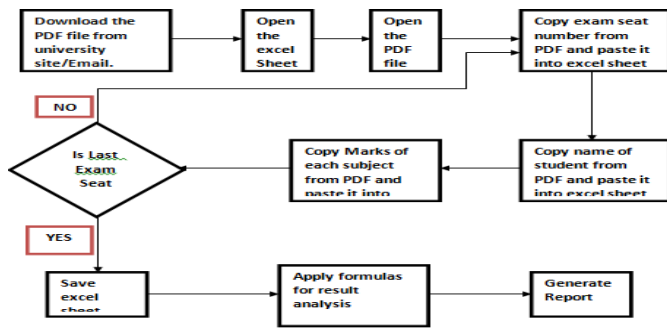 Download the
PDF file from
university
site/Email.
Open
the
excel
Sheet
Open
the
PDF
file
Copy exam seat
number from
PDF and paste it
into excel sheet
NO
Is Last
Exam
Seat
Copy Marks of
each subject
from PDF and
paste it into
Copy name of
student from
PDF and paste
it into excel sheet
YES
Save
excel
sheet
Apply formulas
for result
analysis
Generate
Report